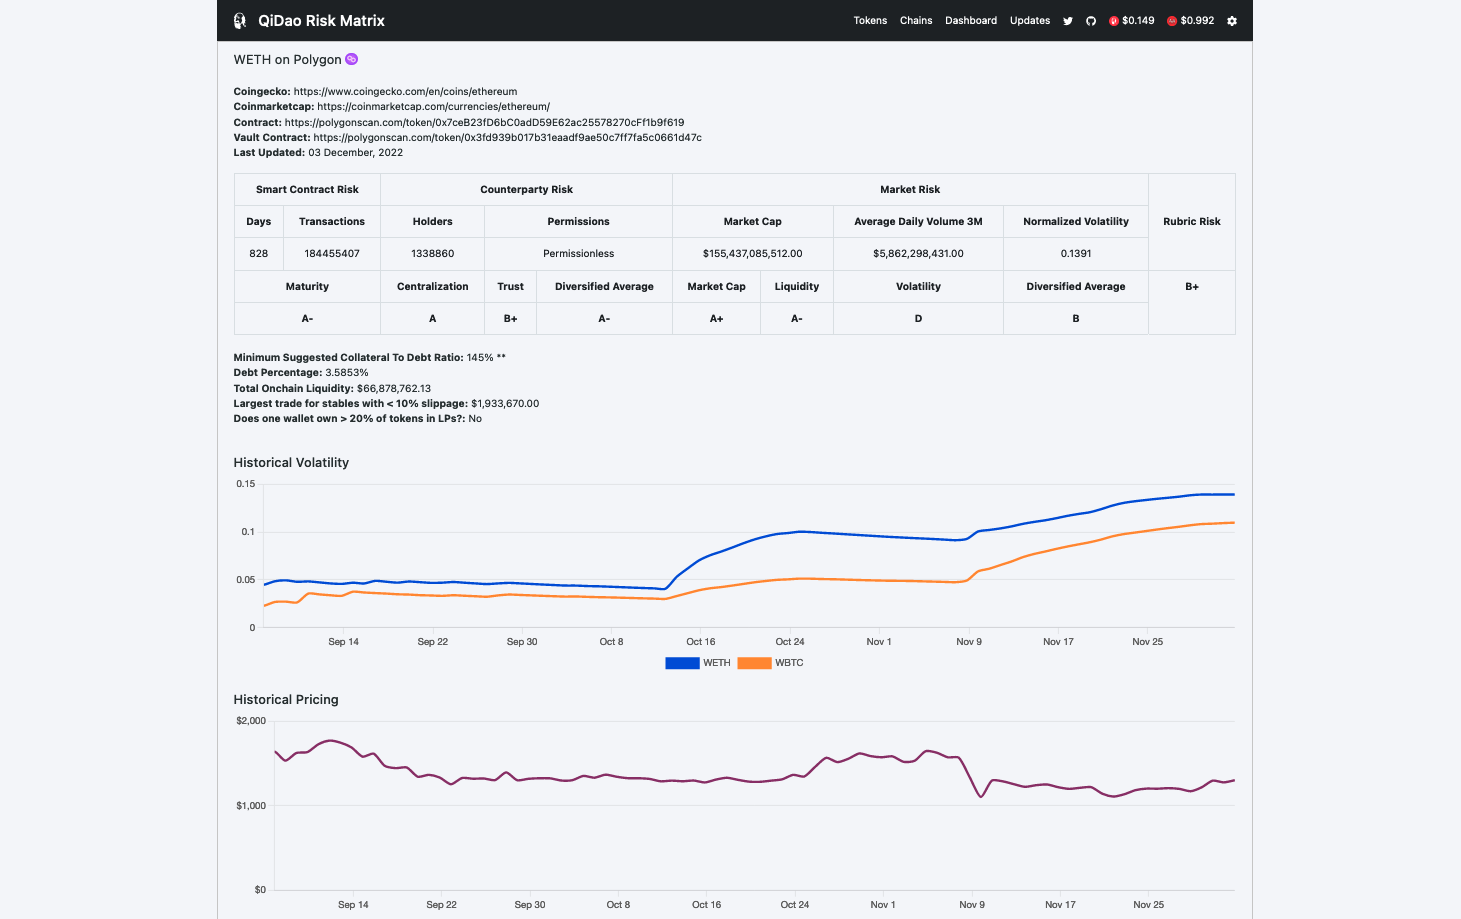 QiDao Risk Matrix
Tokens Chains Dashboard Updates $0.149 $0.992
WETH on Polygon
Coingecko: https://www.coingecko.com/en/coins/ethereum
Coinmarketcap: https://coinmarketcap.com/currencies/ethereum/
Contract: https://polygonscan.com/token/0x7ceB23fD6bC0adD59E62ac25578270cFf1b9f619
Vault Contract: https://polygonscan.com/token/0x3fd939b017b31eaadf9ae50c7ff7fa5c0661d47c
Last Updated: 03 December, 2022
Smart Contract Risk Counterparty Risk Market Risk
Days Transactions Holders Permissions Market Cap Average Daily Volume 3M Normalized Volatility Rubric Risk
828 184455407 1338860 Permissionless $155,437,085,512.00 $5,862,298,431.00 0.1391
Maturity Centralization Trust Diversified Average Market Cap Liquidity Volatility Diversified Average B+
A- A B+ A- A+ A- D B
Minimum Suggested Collateral To Debt Ratio: 145% **
Debt Percentage: 3.5853%
Total Onchain Liquidity: $66,878,762.13
Largest trade for stables with < 10% slippage: $1,933,670.00
Does one wallet own > 20% of tokens in LPs?: No
Historical Volatility
0.15
0.1
0.05
0
Sep 14 Sep 22 Sep 30 Oct 8 Oct 16 Oct 24 Nov 1 Nov 9 Nov 17 Nov 25
WETH WBTC
Historical Pricing
$2,000
$1,000
$0
Sep 14 Sep 22 Sep 30 Oct 8 Oct 16 Oct 24 Nov 1 Nov 9 Nov 17 Nov 25